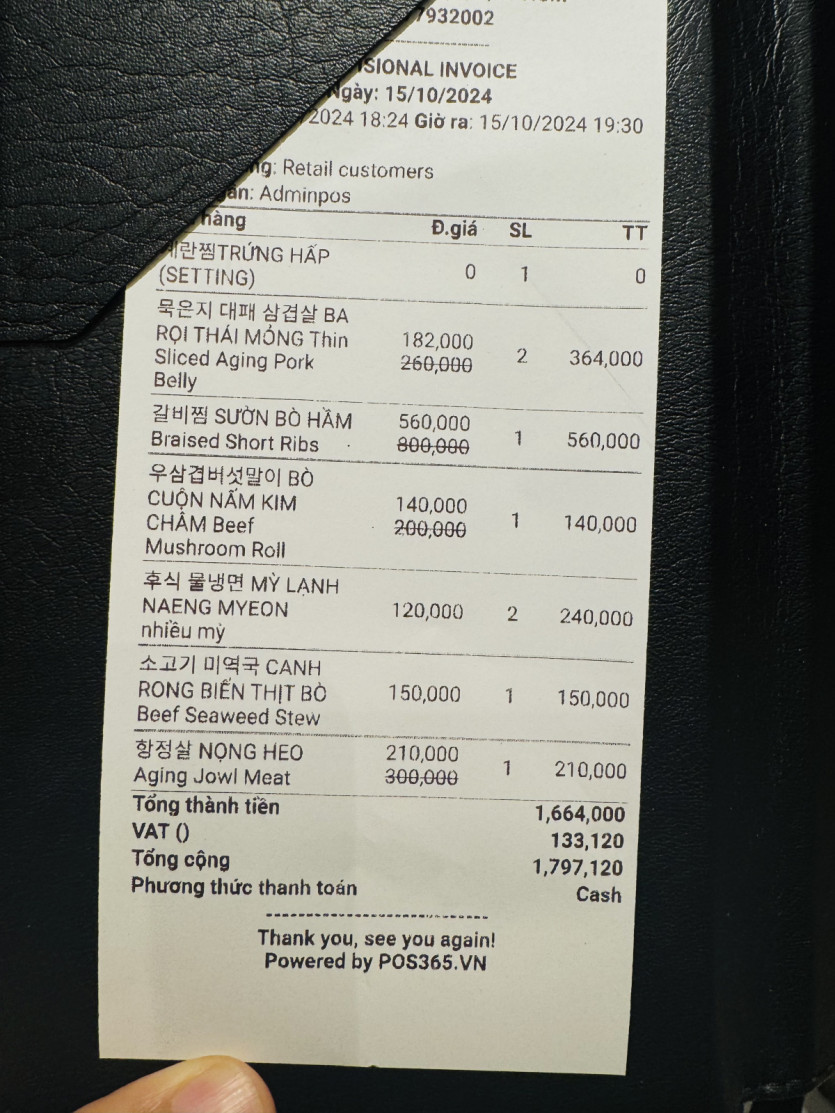 7932002
SIONAL INVOICE
Ngày: 15/10/2024
2024 18:24 Giờ ra: 15/10/2024 19:30
Retail customers
Adminpos
hàng Đ.giá SL TT
계란찜TRỨNG HẤP
(SETTING) 0 1 0
묵은지 대패 삼겹살 BA
RỌI THÁI MỎNG Thin 182,000
Sliced Aging Pork 260,000 2 364,000
Belly
갈비찜 SƯỜN BÒ HẦM 560,000
Braised Short Ribs 800,000 1 560,000
우삼겹버섯말이 BÒ
CUỘN NẤM KIM 140,000
CHÂM Beef 200,000 1 140,000
Mushroom Roll
후식 물냉면 MỲ LẠNH
NAENG MYEON 120,000 2 240,000
nhiều mỳ
소고기 미역국 CANH
RONG BIỂN THỊT BÒ 150,000 1 150,000
Beef Seaweed Stew
항정살 NỌNG HEO 210,000
Aging Jowl Meat 300,000 1 210,000
Tổng thành tiền 1,664,000
VAT () 133,120
Tổng cộng 1,797,120
Phương thức thanh toán Cash
Thank you, see you again!
Powered by POS365.VN